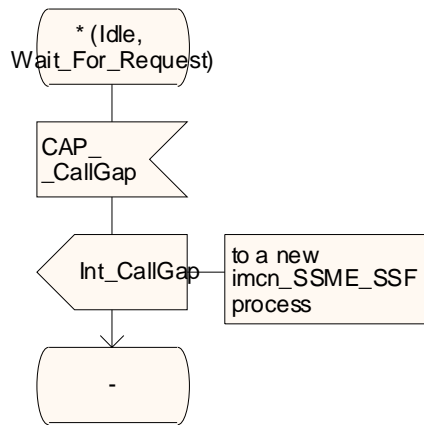 * (Idle,
Wait_For_Request)
CAP_
_CallGap
Int_CallGap
to a new
imcn_SSME_SSF
process
-